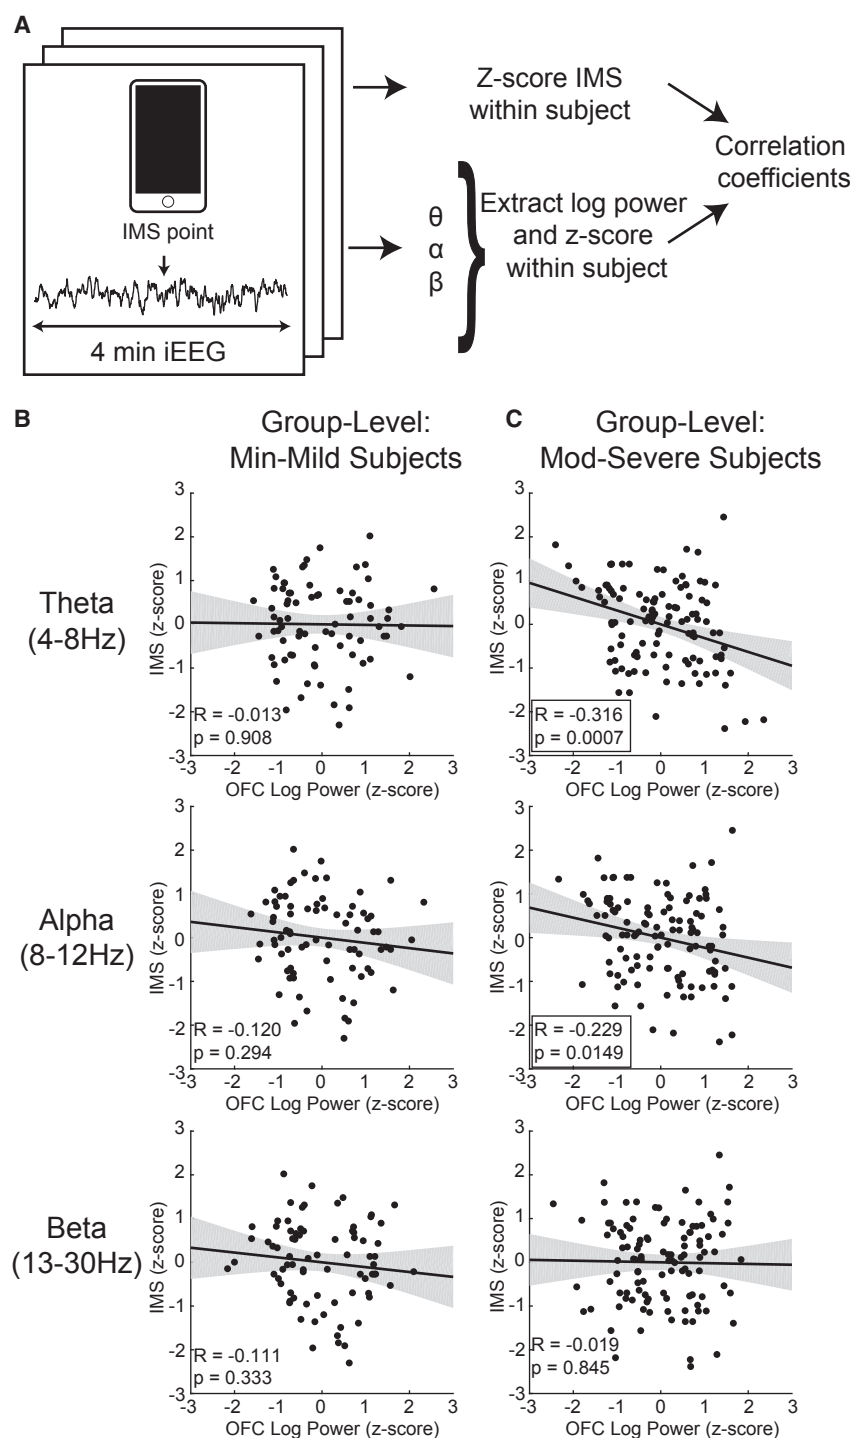 A
IMS point
4 min iEEG
Z-score IMS
within subject
θ
α
β
Extract log power
and z-score
within subject
Correlation
coefficients
B
Group-Level:
Min-Mild Subjects
C
Group-Level:
Mod-Severe Subjects
Theta
(4-8Hz)
IMS (z-score)
3
2
1
0
-1
-2
-3
R = -0.013
p = 0.908
-3 -2 -1 0 1 2 3
OFC Log Power (z-score)
IMS (z-score)
3
2
1
0
-1
-2
-3
R = -0.316
p = 0.0007
-3 -2 -1 0 1 2 3
OFC Log Power (z-score)
Alpha
(8-12Hz)
IMS (z-score)
3
2
1
0
-1
-2
-3
R = -0.120
p = 0.294
-3 -2 -1 0 1 2 3
OFC Log Power (z-score)
IMS (z-score)
3
2
1
0
-1
-2
-3
R = -0.229
p = 0.0149
-3 -2 -1 0 1 2 3
OFC Log Power (z-score)
Beta
(13-30Hz)
IMS (z-score)
3
2
1
0
-1
-2
-3
R = -0.111
p = 0.333
-3 -2 -1 0 1 2 3
OFC Log Power (z-score)
IMS (z-score)
3
2
1
0
-1
-2
-3
R = -0.019
p = 0.845
-3 -2 -1 0 1 2 3
OFC Log Power (z-score)